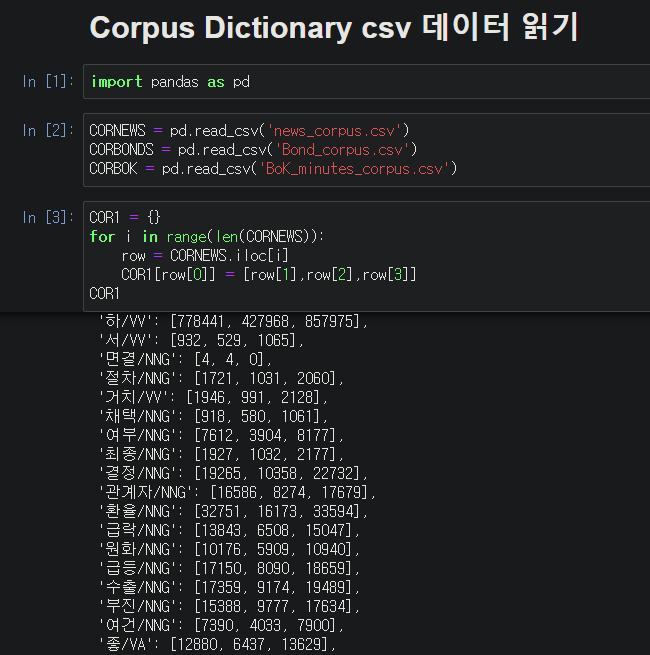 Corpus Dictionary csv 데이터 읽기
In [1]: import pandas as pd
In [2]: CORNEWS = pd.read_csv('news_corpus.csv')
CORBONDS = pd.read_csv('Bond_corpus.csv')
CORBOK = pd.read_csv('BoK_minutes_corpus.csv')
In [3]: COR1 = {}
for i in range(len(CORNEWS)):
    row = CORNEWS.iloc[i]
    COR1[row[0]] = [row[1],row[2],row[3]]
COR1
'하/VV': [778441, 427968, 857975],
'서/VV': [932, 529, 1065],
'면결/NNG': [4, 4, 0],
'절차/NNG': [1721, 1031, 2060],
'거치/VV': [1946, 991, 2128],
'채택/NNG': [918, 580, 1061],
'여부/NNG': [7612, 3904, 8177],
'최종/NNG': [1927, 1032, 2177],
'결정/NNG': [19265, 10358, 22732],
'관계자/NNG': [16586, 8274, 17679],
'환율/NNG': [32751, 16173, 33594],
'급락/NNG': [13843, 6508, 15047],
'원화/NNG': [10176, 5909, 10940],
'급등/NNG': [17150, 8090, 18659],
'수출/NNG': [17359, 9174, 19489],
'부진/NNG': [15388, 9777, 17634],
'여건/NNG': [7390, 4033, 7900],
'좋/VA': [12880, 6437, 13629],